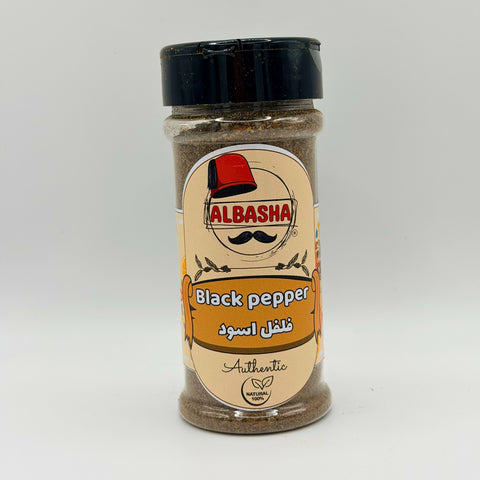 ALBASHA
®
Black pepper
فلفل اسود
Authentic
NATURAL
100%